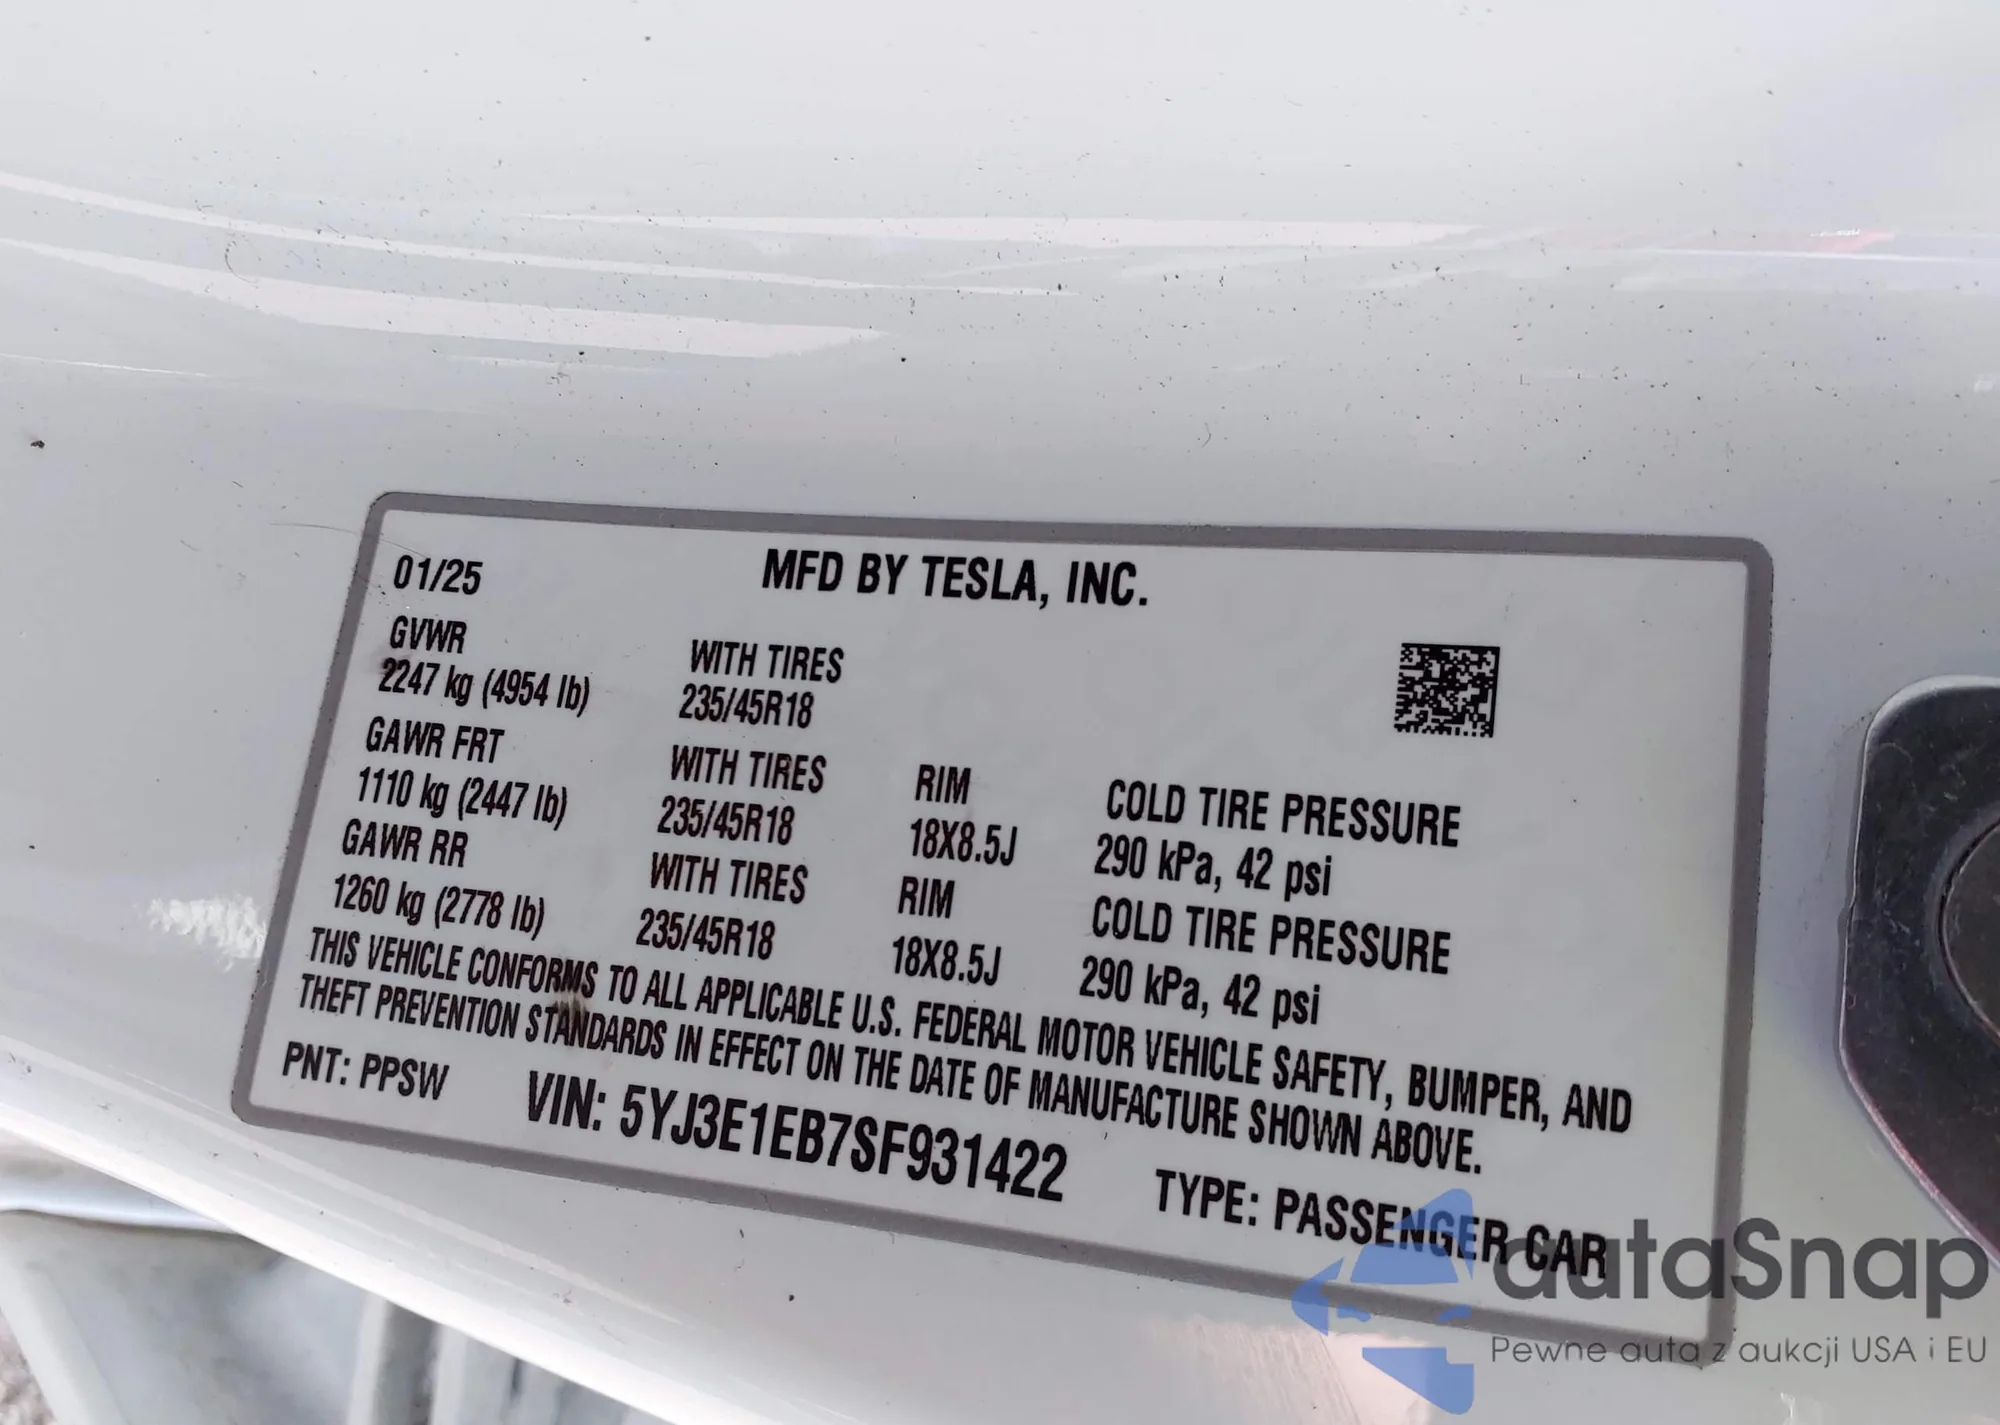 01/25 MFD BY TESLA, INC.
GVWR WITH TIRES
2247 kg (4954 lb) 235/45R18
GAWR FRT WITH TIRES RIM COLD TIRE PRESSURE
1110 kg (2447 lb) 235/45R18 18X8.5J 290 kPa, 42 psi
GAWR RR WITH TIRES RIM COLD TIRE PRESSURE
1260 kg (2778 lb) 235/45R18 18X8.5J 290 kPa, 42 psi
THIS VEHICLE CONFORMS TO ALL APPLICABLE U.S. FEDERAL MOTOR VEHICLE SAFETY, BUMPER, AND
THEFT PREVENTION STANDARDS IN EFFECT ON THE DATE OF MANUFACTURE SHOWN ABOVE.
PNT: PPSW VIN: 5YJ3E1EB7SF931422 TYPE: PASSENGER CAR
autaSnap
Pewne auta z aukcji USA i EU